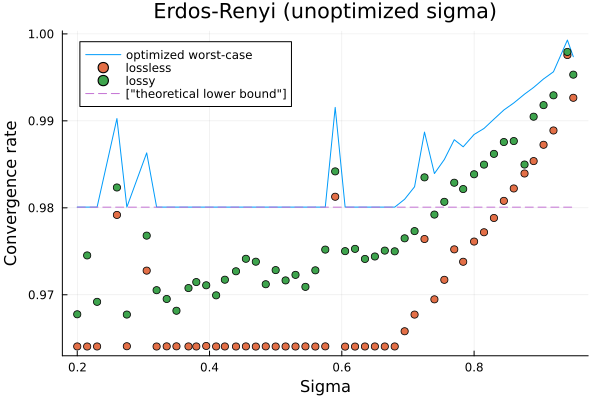 Erdos-Renyi (unoptimized sigma)
optimized worst-case
lossless
lossy
["theoretical lower bound"]
Convergence rate
1.00
0.99
0.98
0.97
0.2 0.4 0.6 0.8
Sigma